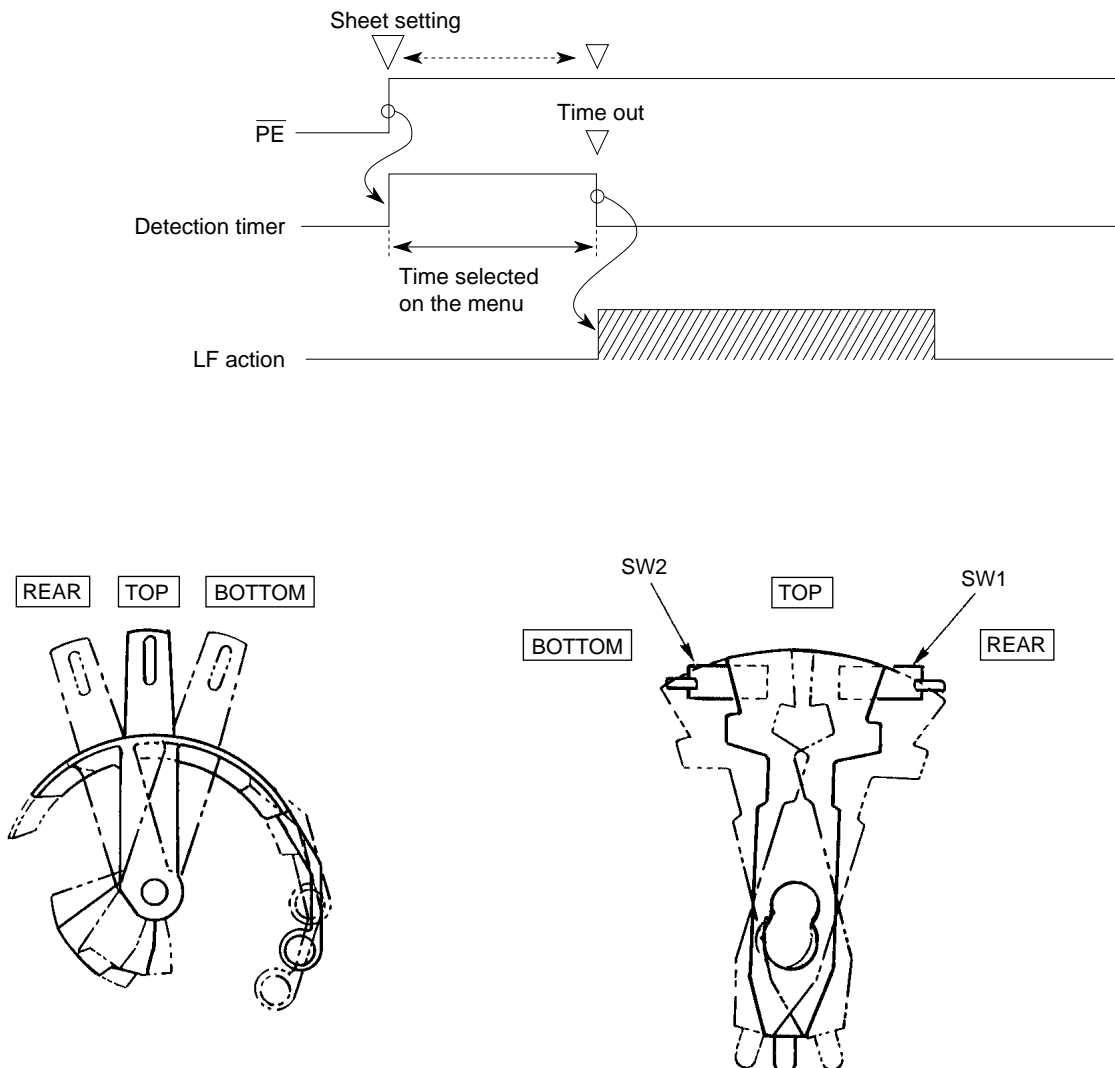 Sheet setting
PE
Time out
Detection timer
Time selected
on the menu
LF action
REAR TOP BOTTOM
SW2
TOP
SW1
BOTTOM
REAR